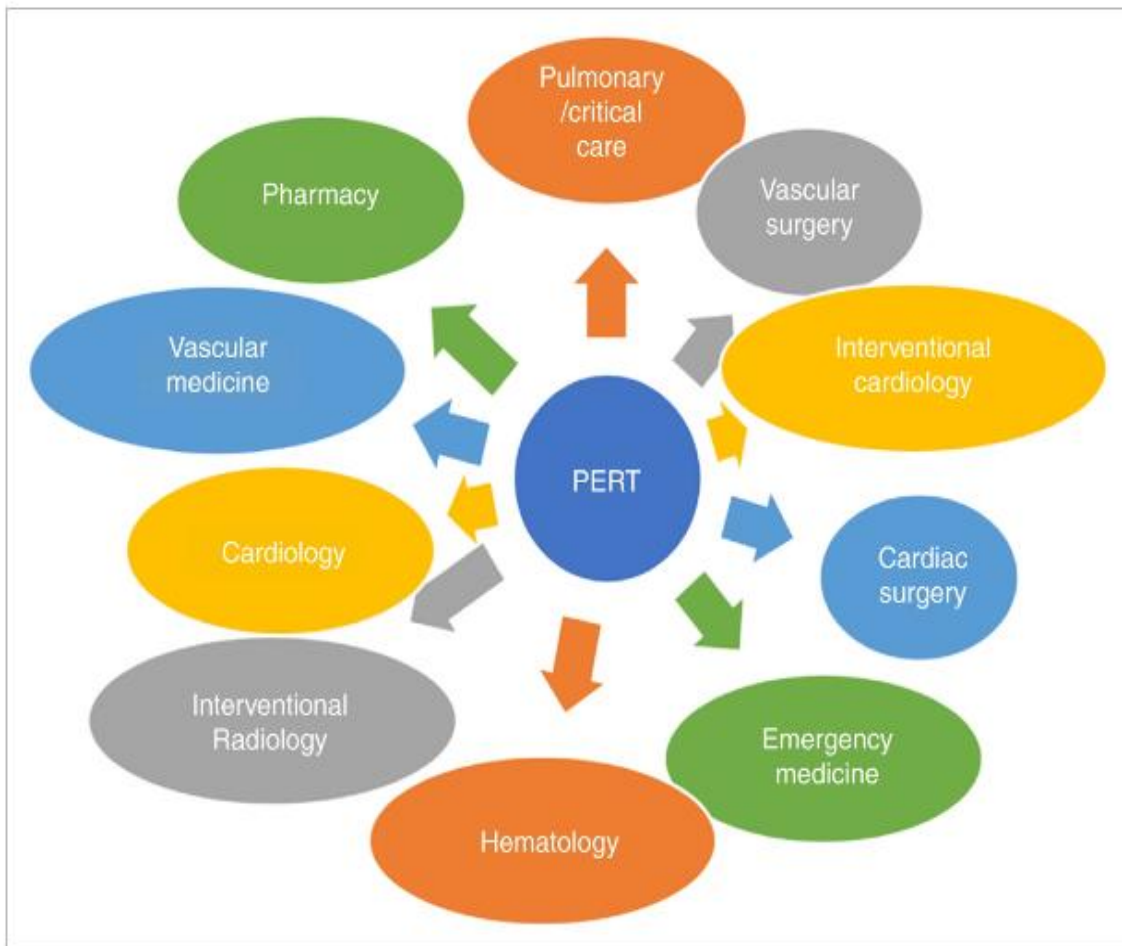 Pulmonary
/critical
care
Vascular
surgery
Interventional
cardiology
Cardiac
surgery
Emergency
medicine
Hematology
Interventional
Radiology
Cardiology
Vascular
medicine
Pharmacy
PERT